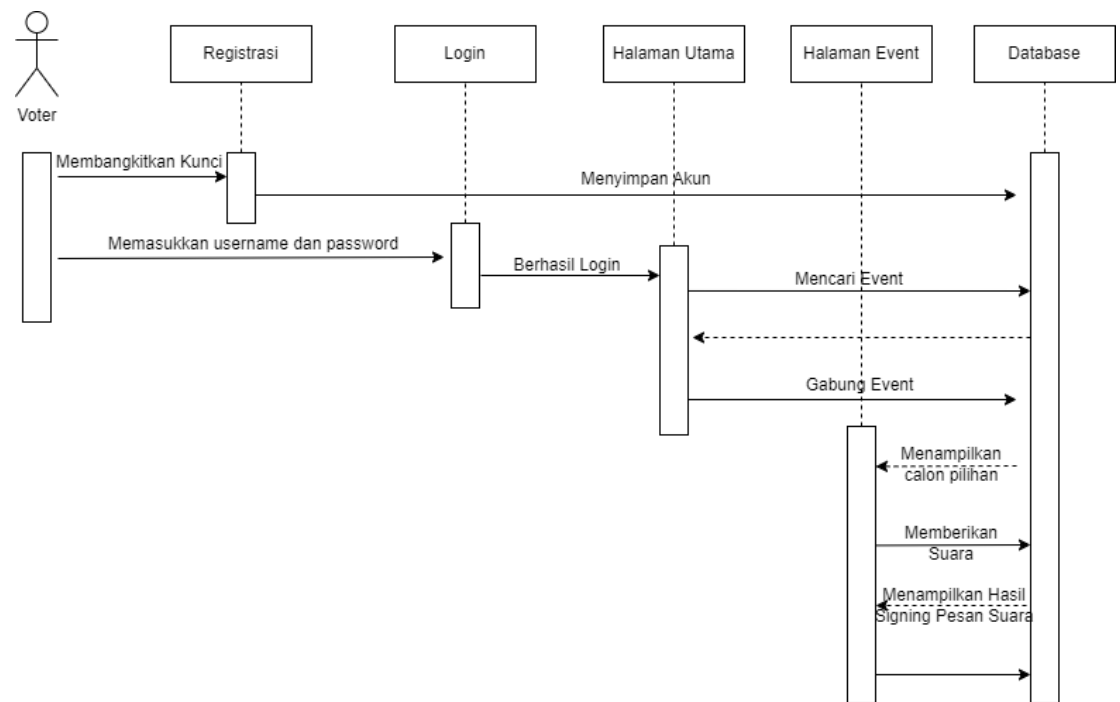 Registrasi
Login
Halaman Utama
Halaman Event
Database
Voter
Membangkitkan Kunci
Menyimpan Akun
Memasukkan username dan password
Berhasil Login
Mencari Event
Gabung Event
Menampilkan
calon pilihan
Memberikan
Suara
Menampilkan Hasil
Signing Pesan Suara